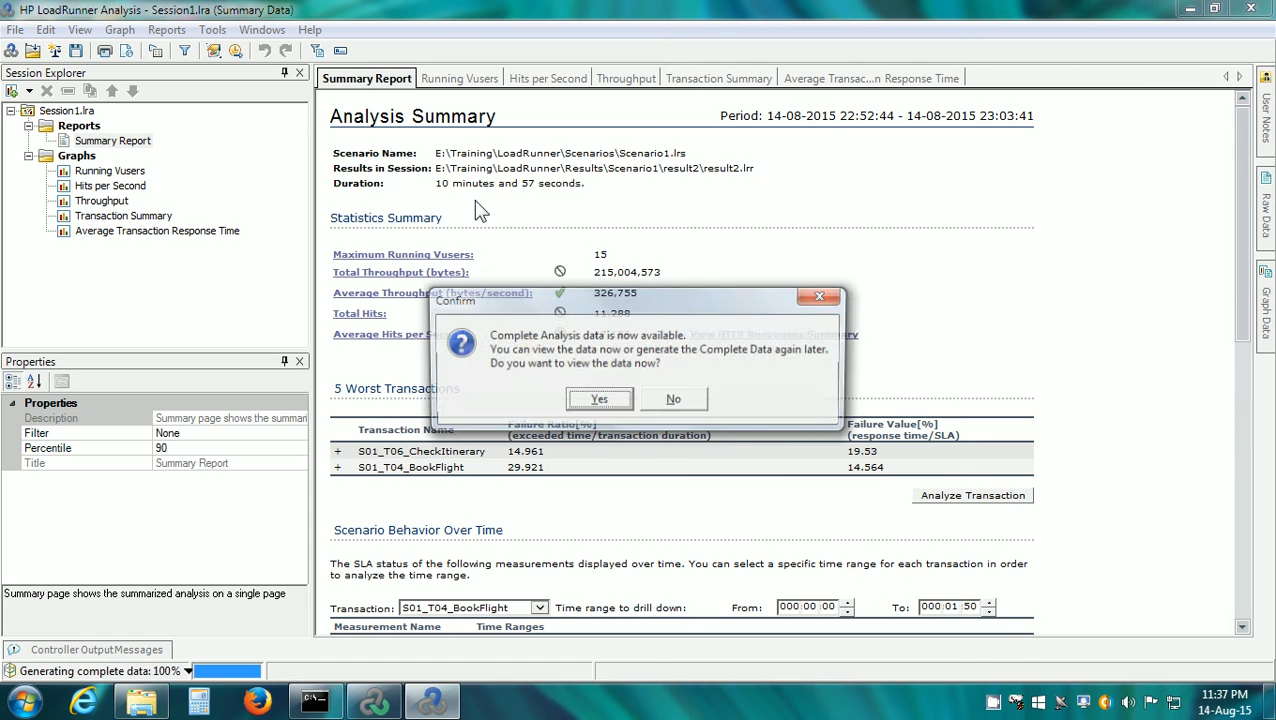 HP LoadRunner Analysis - Session1.lra (Summary Data)
File Edit View Graph Reports Tools Windows Help
Session Explorer
Session1.lra
Reports
Summary Report
Graphs
Running Vusers
Hits per Second
Throughput
Transaction Summary
Average Transaction Response Time
Properties
Properties
Description Summary page shows the summari
Filter None
Percentile 90
Title Summary Report
Summary page shows the summarized analysis on a single page
Summary Report Running Vusers Hits per Second Throughput Transaction Summary Average Transac...n Response Time
Analysis Summary Period: 14-08-2015 22:52:44 - 14-08-2015 23:03:41
Scenario Name: E:\Training\LoadRunner\Scenarios\Scenario1.lrs
Results in Session: E:\Training\LoadRunner\Results\Scenario1\result2\result2.lrr
Duration: 10 minutes and 57 seconds.
Statistics Summary
Maximum Running Vusers: 15
Total Throughput (bytes): 215,004,573
Average Throughput (bytes/second): 326,755
Total Hits: 11,288
Average Hits per Sec View HTTP Responses Summary
Confirm
Complete Analysis data is now available.
You can view the data now or generate the Complete Data again later.
Do you want to view the data now?
Yes No
5 Worst Transactions
Transaction Name Failure Ratio[%]
(exceeded time/transaction duration) Failure Value[%]
(response time/SLA)
+ S01_T06_CheckItinerary 14.961 19.53
+ S01_T04_BookFlight 29.921 14.564
Analyze Transaction
Scenario Behavior Over Time
The SLA status of the following measurements displayed over time. You can select a specific time range for each transaction in order
to analyze the time range.
Transaction: S01_T04_BookFlight Time range to drill down: From: 000:00:00 To: 000:01:50
Measurement Name Time Ranges
User Notes
Raw Data
Graph Data
Controller Output Messages
Generating complete data: 100%
11:37 PM
14-Aug-15